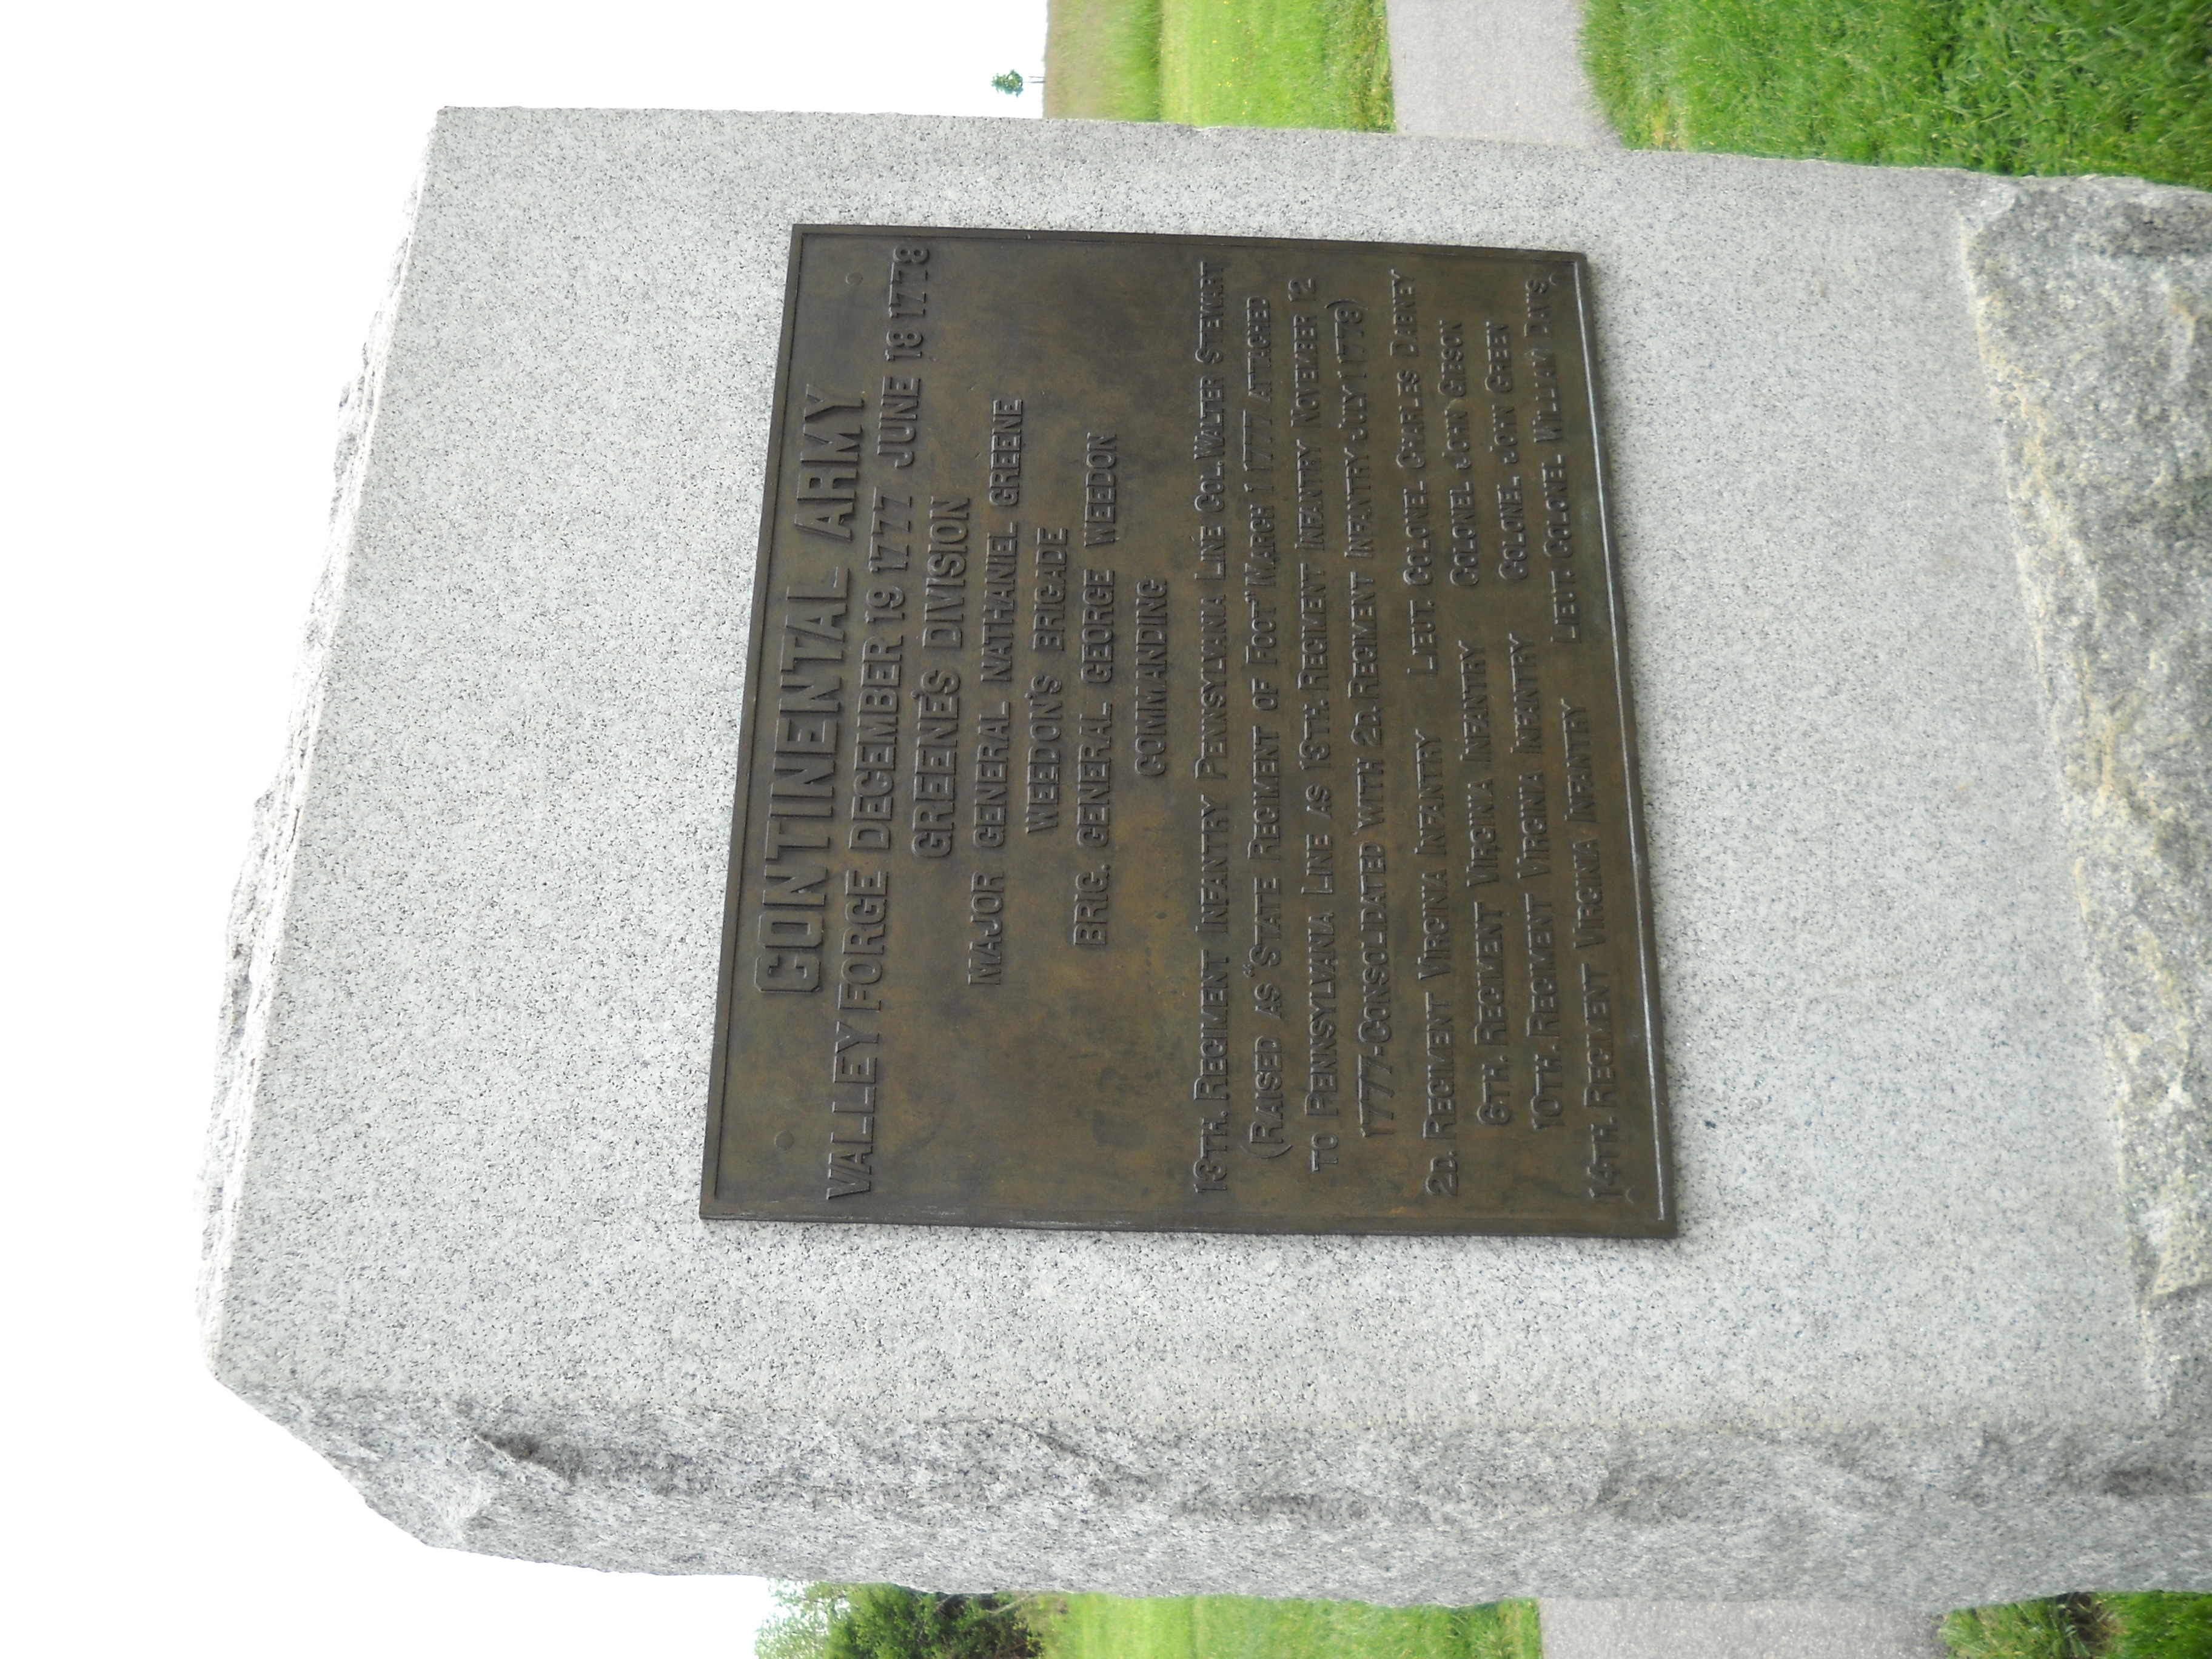 CONTINENTAL ARMY
VALLEY FORGE DECEMBER 19 1777 JUNE 18 1778
GREENE'S DIVISION
MAJOR GENERAL NATHANIEL GREENE
WEEDON'S BRIGADE
BRIG. GENERAL GEORGE WEEDON
COMMANDING
13TH. REGIMENT INFANTRY PENNSYLVANIA LINE COL. WALTER STEWART
(RAISED AS "STATE REGIMENT OF FOOT" MARCH 1 1777 ATTACHED
TO PENNSYLVANIA LINE AS 13TH. REGIMENT INFANTRY NOVEMBER 12
1777-CONSOLIDATED WITH 2D. REGIMENT INFANTRY JULY 1 1778)
2D. REGIMENT VIRGINIA INFANTRY LIEUT. COLONEL CHARLES DABNEY
6TH. REGIMENT VIRGINIA INFANTRY COLONEL JOHN GIBSON
10TH. REGIMENT VIRGINIA INFANTRY COLONEL JOHN GREEN
14TH. REGIMENT VIRGINIA INFANTRY LIEUT. COLONEL WILLIAM DAVIS